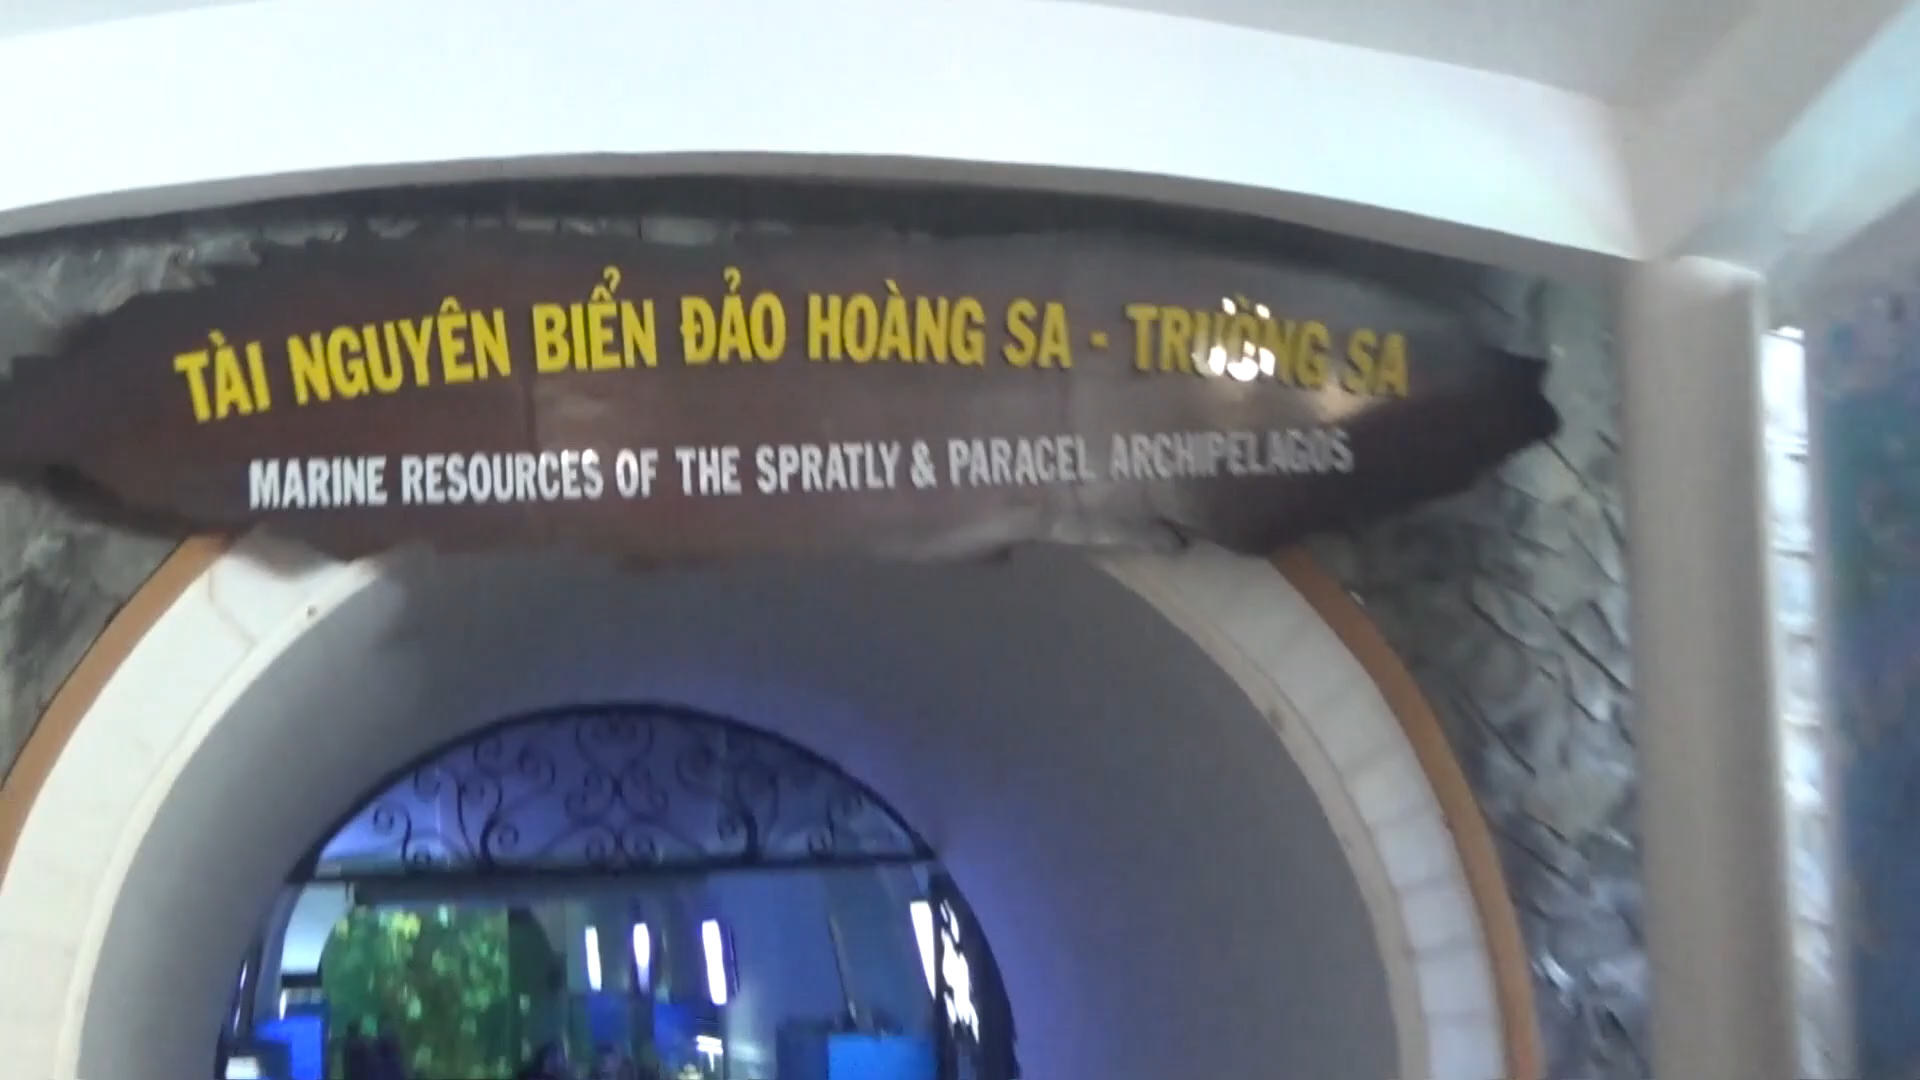 TÀI NGUYÊN BIỂN ĐẢO HOÀNG SA - TRƯỜNG SA
MARINE RESOURCES OF THE SPRATLY & PARACEL ARCHIPELAGOS